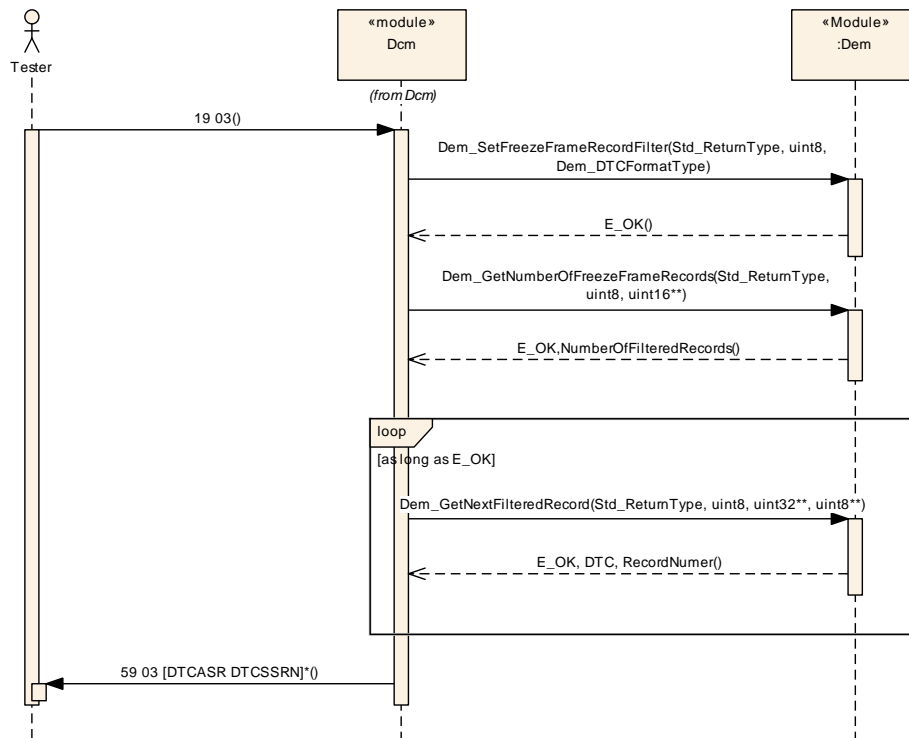 «module»
Dcm
«Module»
:Dem
Tester
(from Dcm)
19 03()
Dem_SetFreezeFrameRecordFilter(Std_ReturnType, uint8,
Dem_DTCFormatType)
E_OK()
Dem_GetNumberOfFreezeFrameRecords(Std_ReturnType,
uint8, uint16**)
E_OK,NumberOfFilteredRecords()
loop
[as long as E_OK]
Dem_GetNextFilteredRecord(Std_ReturnType, uint8, uint32**, uint8**)
E_OK, DTC, RecordNumer()
59 03 [DTCASR DTCSSRN]*()